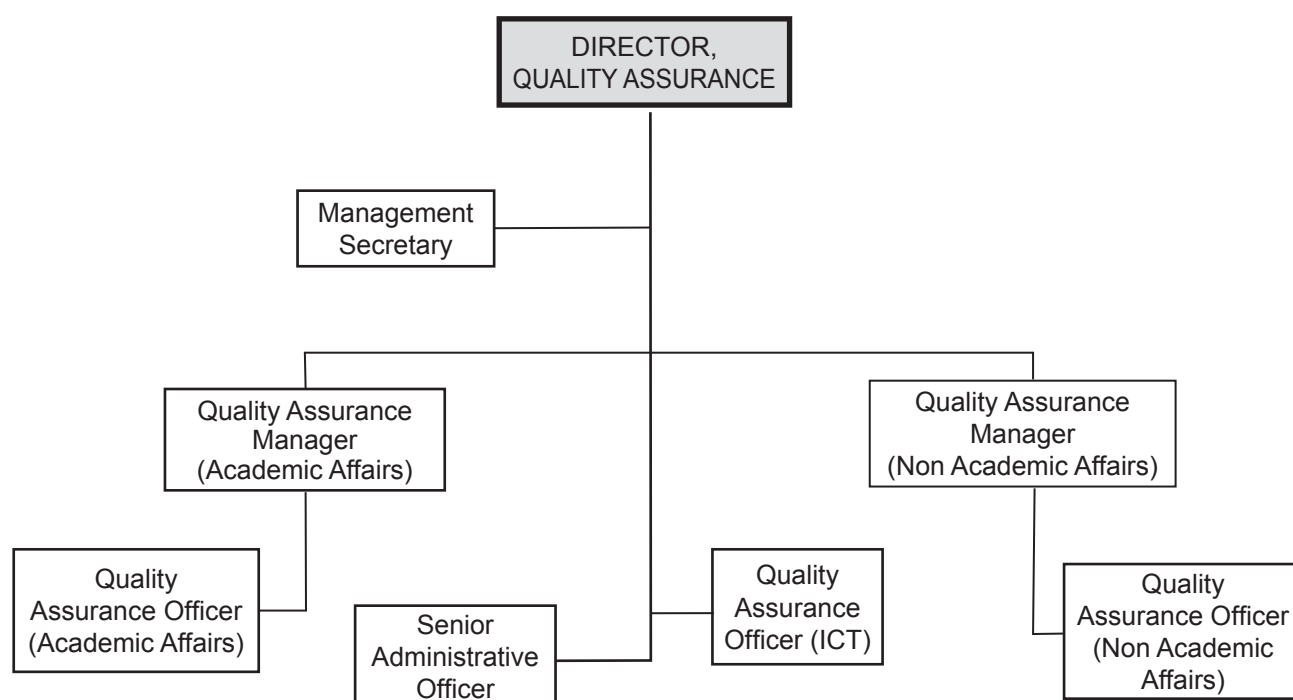 DIRECTOR,
QUALITY ASSURANCE
Management
Secretary
Quality Assurance
Manager
(Academic Affairs)
Quality Assurance
Manager
(Non Academic Affairs)
Quality
Assurance Officer
(Academic Affairs)
Senior
Administrative
Officer
Quality
Assurance
Officer (ICT)
Quality
Assurance Officer
(Non Academic
Affairs)